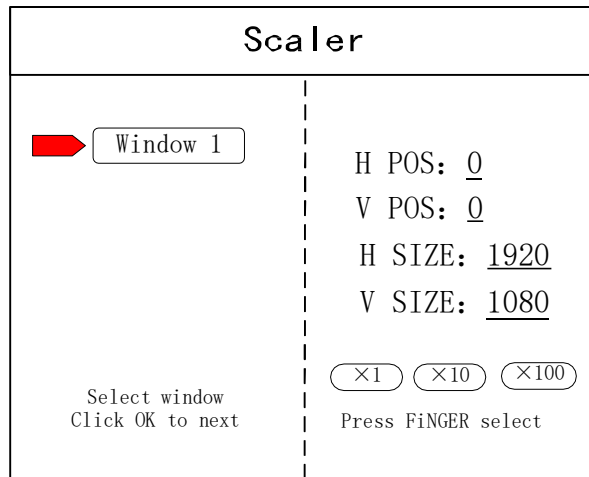 Scaler
Window 1
Select window
Click OK to next
H POS: 0
V POS: 0
H SIZE: 1920
V SIZE: 1080
×1 ×10 ×100
Press FiNGER select